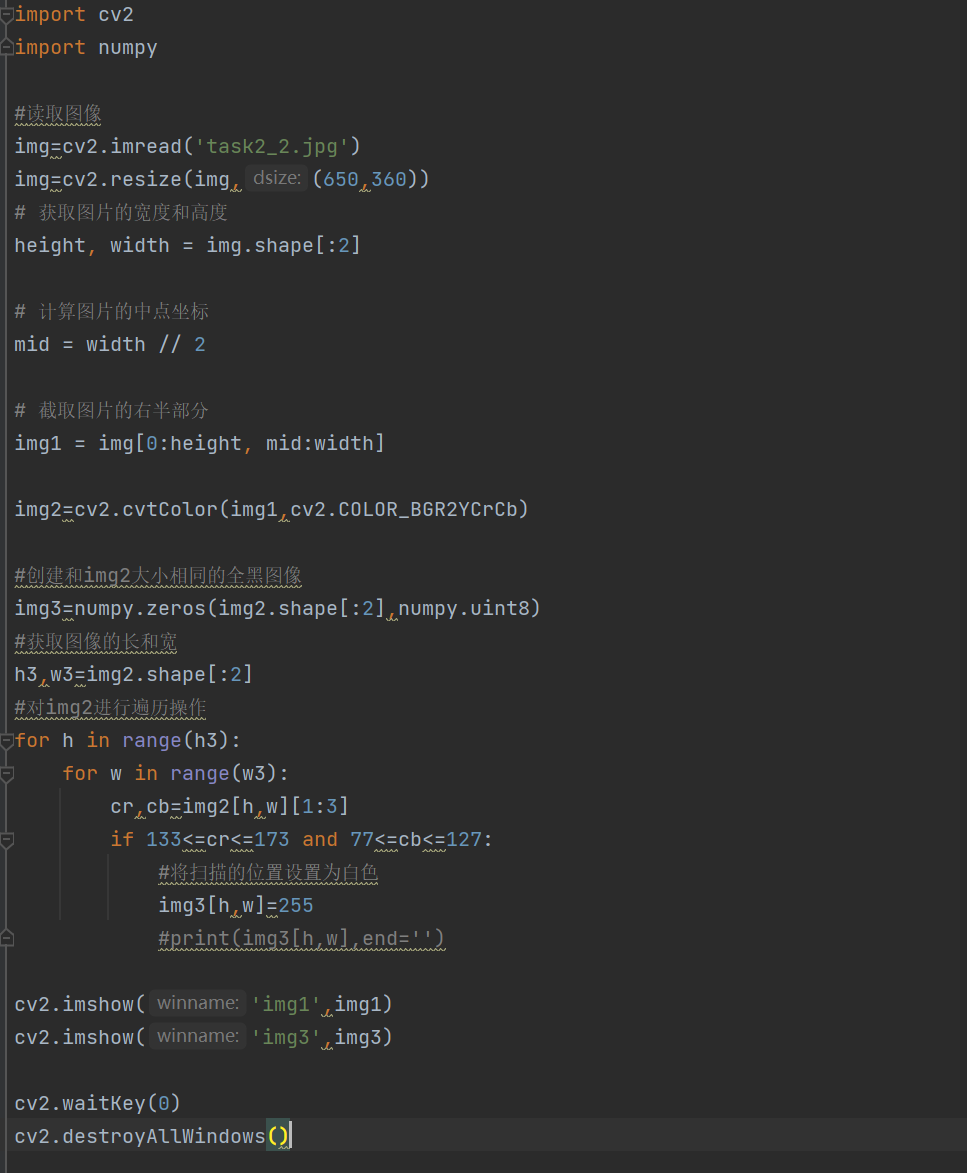 import cv2
import numpy
#读取图像
img=cv2.imread('task2_2.jpg')
img=cv2.resize(img, dsize: (650,360))
# 获取图片的宽度和高度
height, width = img.shape[:2]
# 计算图片的中点坐标
mid = width // 2
# 截取图片的右半部分
img1 = img[0:height, mid:width]
img2=cv2.cvtColor(img1,cv2.COLOR_BGR2YCrCb)
#创建和img2大小相同的全黑图像
img3=numpy.zeros(img2.shape[:2],numpy.uint8)
#获取图像的长和宽
h3,w3=img2.shape[:2]
#对img2进行遍历操作
for h in range(h3):
    for w in range(w3):
        cr,cb=img2[h,w][1:3]
        if 133<=cr<=173 and 77<=cb<=127:
            #将扫描的位置设置为白色
            img3[h,w]=255
            #print(img3[h,w],end='')
cv2.imshow( winname: 'img1',img1)
cv2.imshow( winname: 'img3',img3)
cv2.waitKey(0)
cv2.destroyAllWindows()